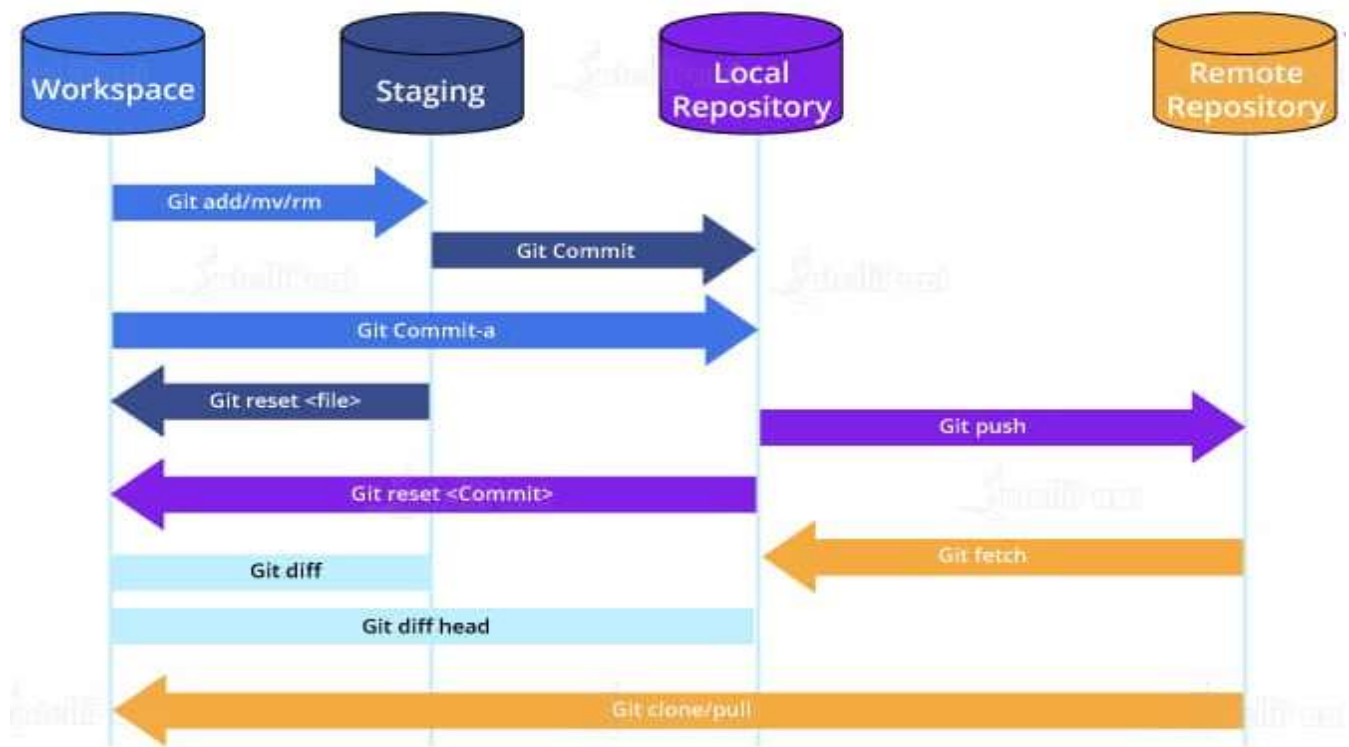 Workspace
Staging
Local
Repository
Remote
Repository
Git add/mv/rm
Git Commit
Git Commit-a
Git reset <file>
Git push
Git reset <Commit>
Git fetch
Git diff
Git diff head
Git clone/pull